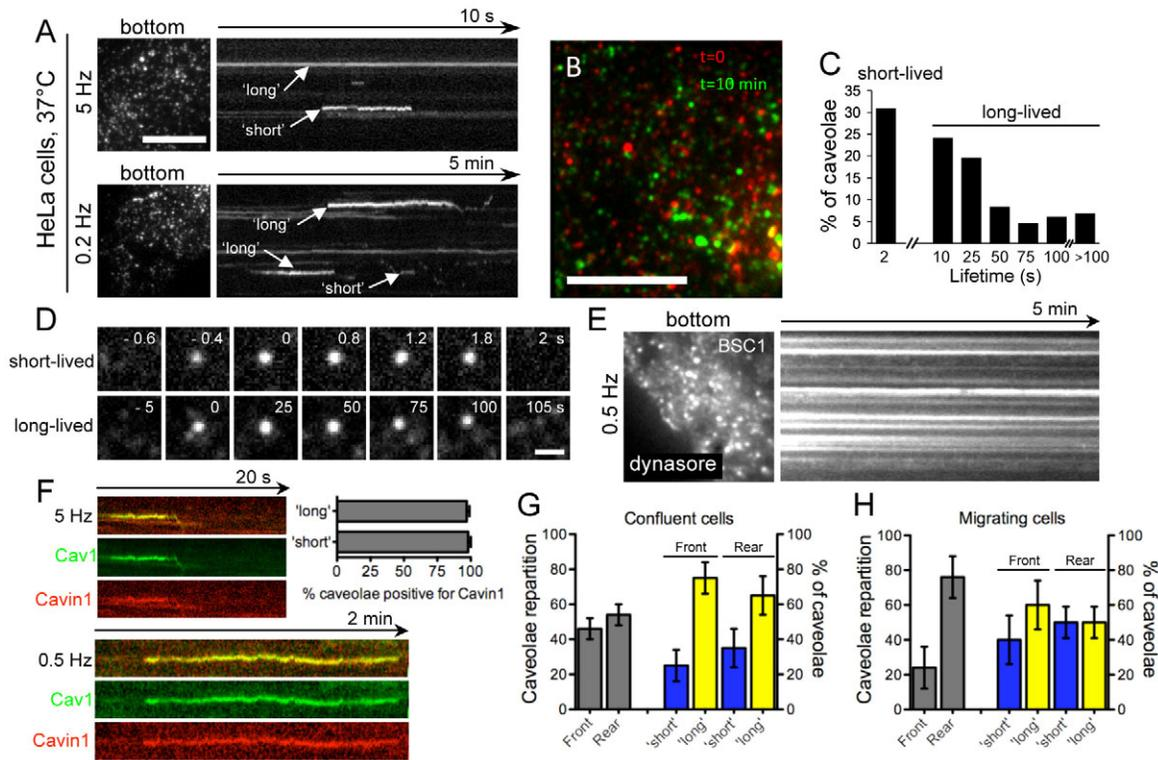 A
HeLa cells, 37°C
5 Hz
bottom
10 s
'long'
'short'
0.2 Hz
bottom
5 min
'long'
'long'
'short'
B
t=0
t=10 min
C
short-lived
long-lived
% of caveolae
35
30
25
20
15
10
5
0
2 10 25 50 75 100 >100
Lifetime (s)
D
short-lived
- 0.6 - 0.4 0 0.8 1.2 1.8 2 s
long-lived
- 5 0 25 50 75 100 105 s
E
bottom
5 min
0.5 Hz
BSC1
dynasore
F
20 s
5 Hz
Cav1
Cavin1
'long'
'short'
0 25 50 75 100
% caveolae positive for Cavin1
2 min
0.5 Hz
Cav1
Cavin1
G
Confluent cells
Caveolae repartition
100
80
60
40
20
0
Front Rear
Front Rear
'short' 'long' 'short' 'long'
100
80
60
40
20
0
% of caveolae
H
Migrating cells
Caveolae repartition
100
80
60
40
20
0
Front Rear
Front Rear
'short' 'long' 'short' 'long'
100
80
60
40
20
0
% of caveolae